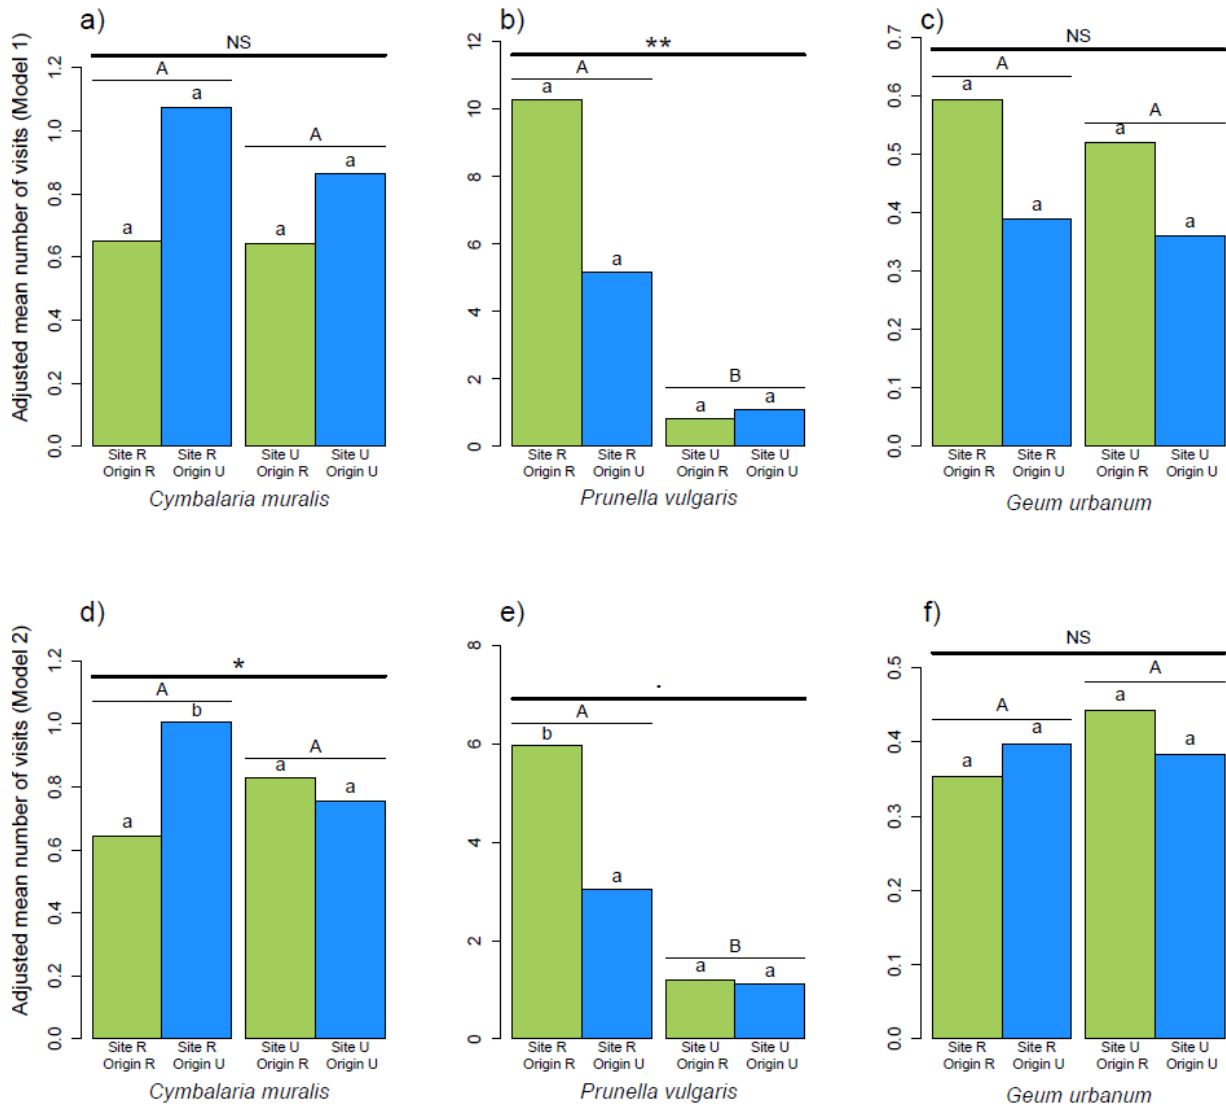 a)
NS
A
a
a
A
a
a
Adjusted mean number of visits (Model 1)
0.0 0.2 0.4 0.6 0.8 1.0 1.2
Site R Site R Site U Site U
Origin R Origin U Origin R Origin U
Cymbalaria muralis
b)
**
A
a
a
B
a
a
0 2 4 6 8 10 12
Site R Site R Site U Site U
Origin R Origin U Origin R Origin U
Prunella vulgaris
c)
NS
A
a
a
A
a
a
0.0 0.1 0.2 0.3 0.4 0.5 0.6 0.7
Site R Site R Site U Site U
Origin R Origin U Origin R Origin U
Geum urbanum
d)
*
A
a
b
A
a
a
Adjusted mean number of visits (Model 2)
0.0 0.2 0.4 0.6 0.8 1.0 1.2
Site R Site R Site U Site U
Origin R Origin U Origin R Origin U
Cymbalaria muralis
e)
.
A
b
a
B
a
a
0 2 4 6 8
Site R Site R Site U Site U
Origin R Origin U Origin R Origin U
Prunella vulgaris
f)
NS
A
a
a
A
a
a
0.0 0.1 0.2 0.3 0.4 0.5
Site R Site R Site U Site U
Origin R Origin U Origin R Origin U
Geum urbanum